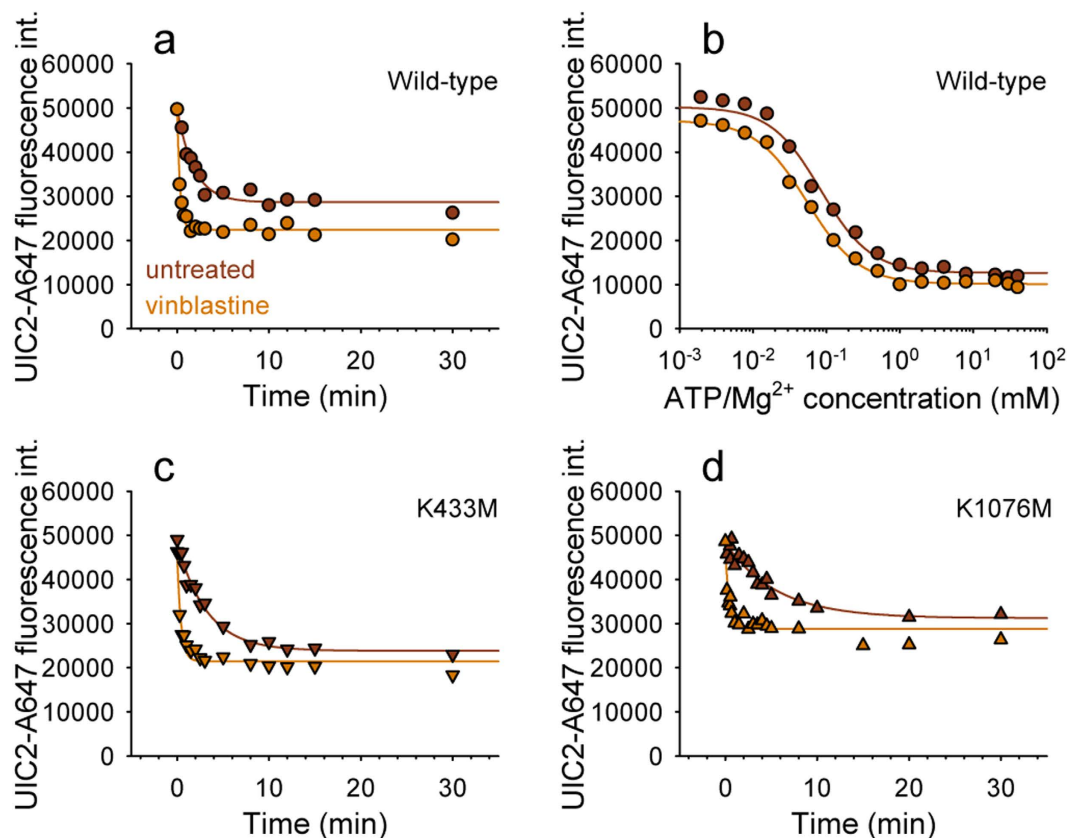 a
UIC2-A647 fluorescence int.
60000
50000
40000
30000
20000
10000
0
Wild-type
untreated
vinblastine
0 10 20 30
Time (min)
b
UIC2-A647 fluorescence int.
60000
50000
40000
30000
20000
10000
0
Wild-type
10⁻³ 10⁻² 10⁻¹ 10⁰ 10¹ 10²
ATP/Mg²⁺ concentration (mM)
c
UIC2-A647 fluorescence int.
60000
50000
40000
30000
20000
10000
0
K433M
0 10 20 30
Time (min)
d
UIC2-A647 fluorescence int.
60000
50000
40000
30000
20000
10000
0
K1076M
0 10 20 30
Time (min)